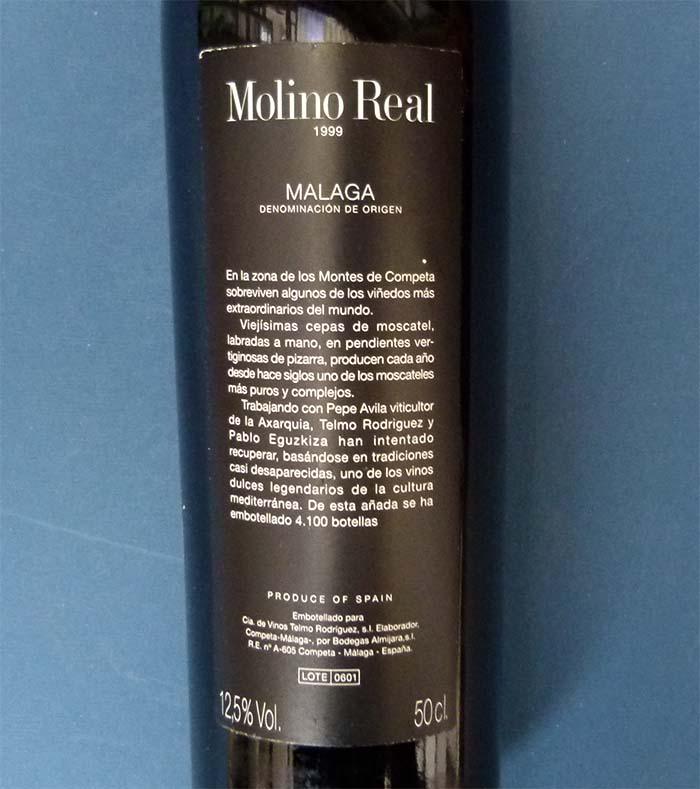 Molino Real
1999
MALAGA
DENOMINACIÓN DE ORIGEN
En la zona de los Montes de Competa
sobreviven algunos de los viñedos más
extraordinarios del mundo.
Viejísimas cepas de moscatel,
labradas a mano, en pendientes ver-
tiginosas de pizarra, producen cada año
desde hace siglos uno de los moscateles
más puros y complejos.
Trabajando con Pepe Avila viticultor
de la Axarquia, Telmo Rodriguez y
Pablo Eguzkiza han intentado
recuperar, basándose en tradiciones
casi desaparecidas, uno de los vinos
dulces legendarios de la cultura
mediterránea. De esta añada se ha
embotellado 4.100 botellas
PRODUCE OF SPAIN
Embotellado para
Cia. de Vinos Telmo Rodríguez, s.l. Elaborador.
Competa-Málaga-, por Bodegas Almijara,s.l.
R.E. nº A-605 Competa - Málaga - España.
LOTE 0601
12,5% Vol. 50 cl.